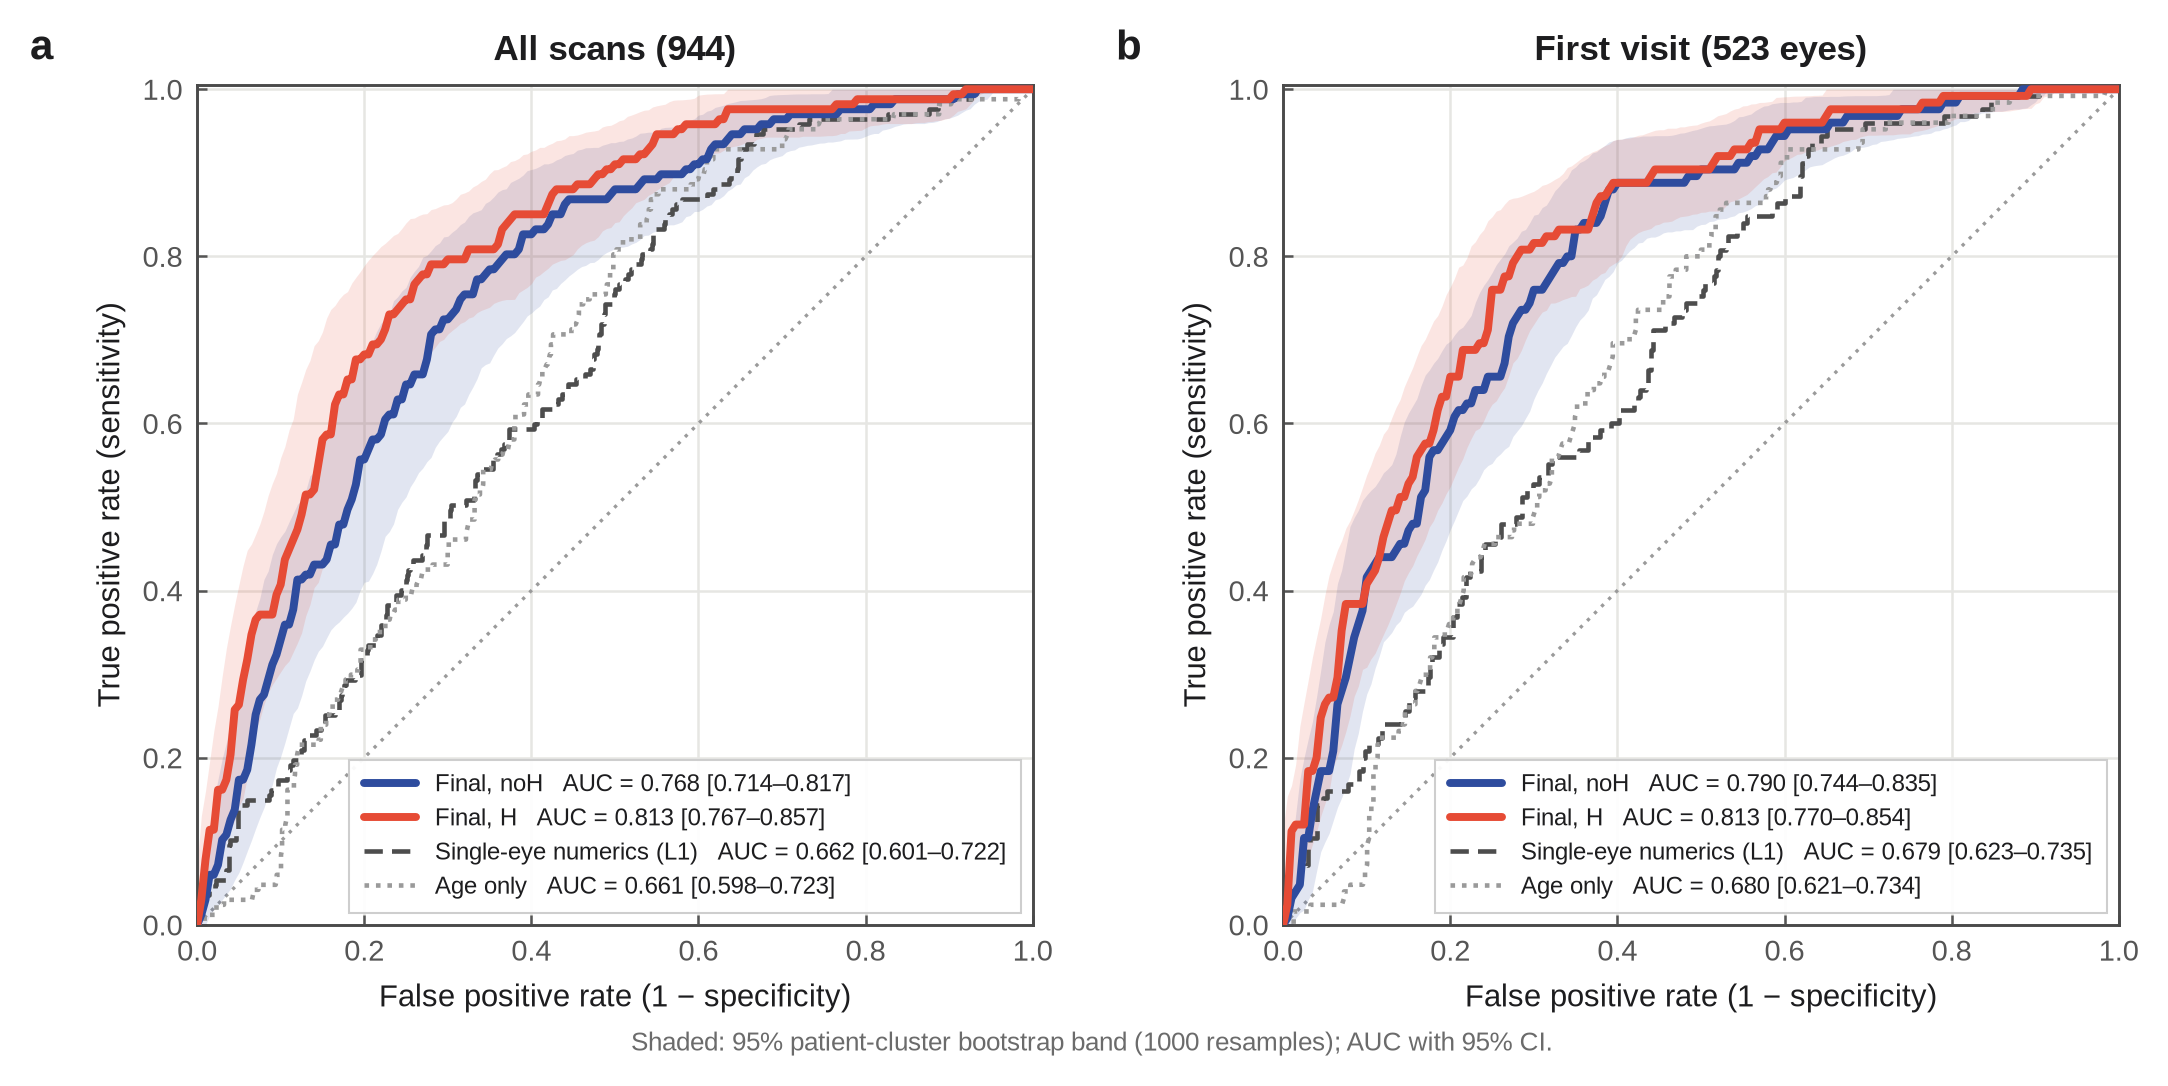 a
All scans (944)
True positive rate (sensitivity)
1.0
0.8
0.6
0.4
0.2
0.0
0.0 0.2 0.4 0.6 0.8 1.0
False positive rate (1 − specificity)
Final, noH AUC = 0.768 [0.714–0.817]
Final, H AUC = 0.813 [0.767–0.857]
Single-eye numerics (L1) AUC = 0.662 [0.601–0.722]
Age only AUC = 0.661 [0.598–0.723]
b
First visit (523 eyes)
True positive rate (sensitivity)
1.0
0.8
0.6
0.4
0.2
0.0
0.0 0.2 0.4 0.6 0.8 1.0
False positive rate (1 − specificity)
Final, noH AUC = 0.790 [0.744–0.835]
Final, H AUC = 0.813 [0.770–0.854]
Single-eye numerics (L1) AUC = 0.679 [0.623–0.735]
Age only AUC = 0.680 [0.621–0.734]
Shaded: 95% patient-cluster bootstrap band (1000 resamples); AUC with 95% CI.